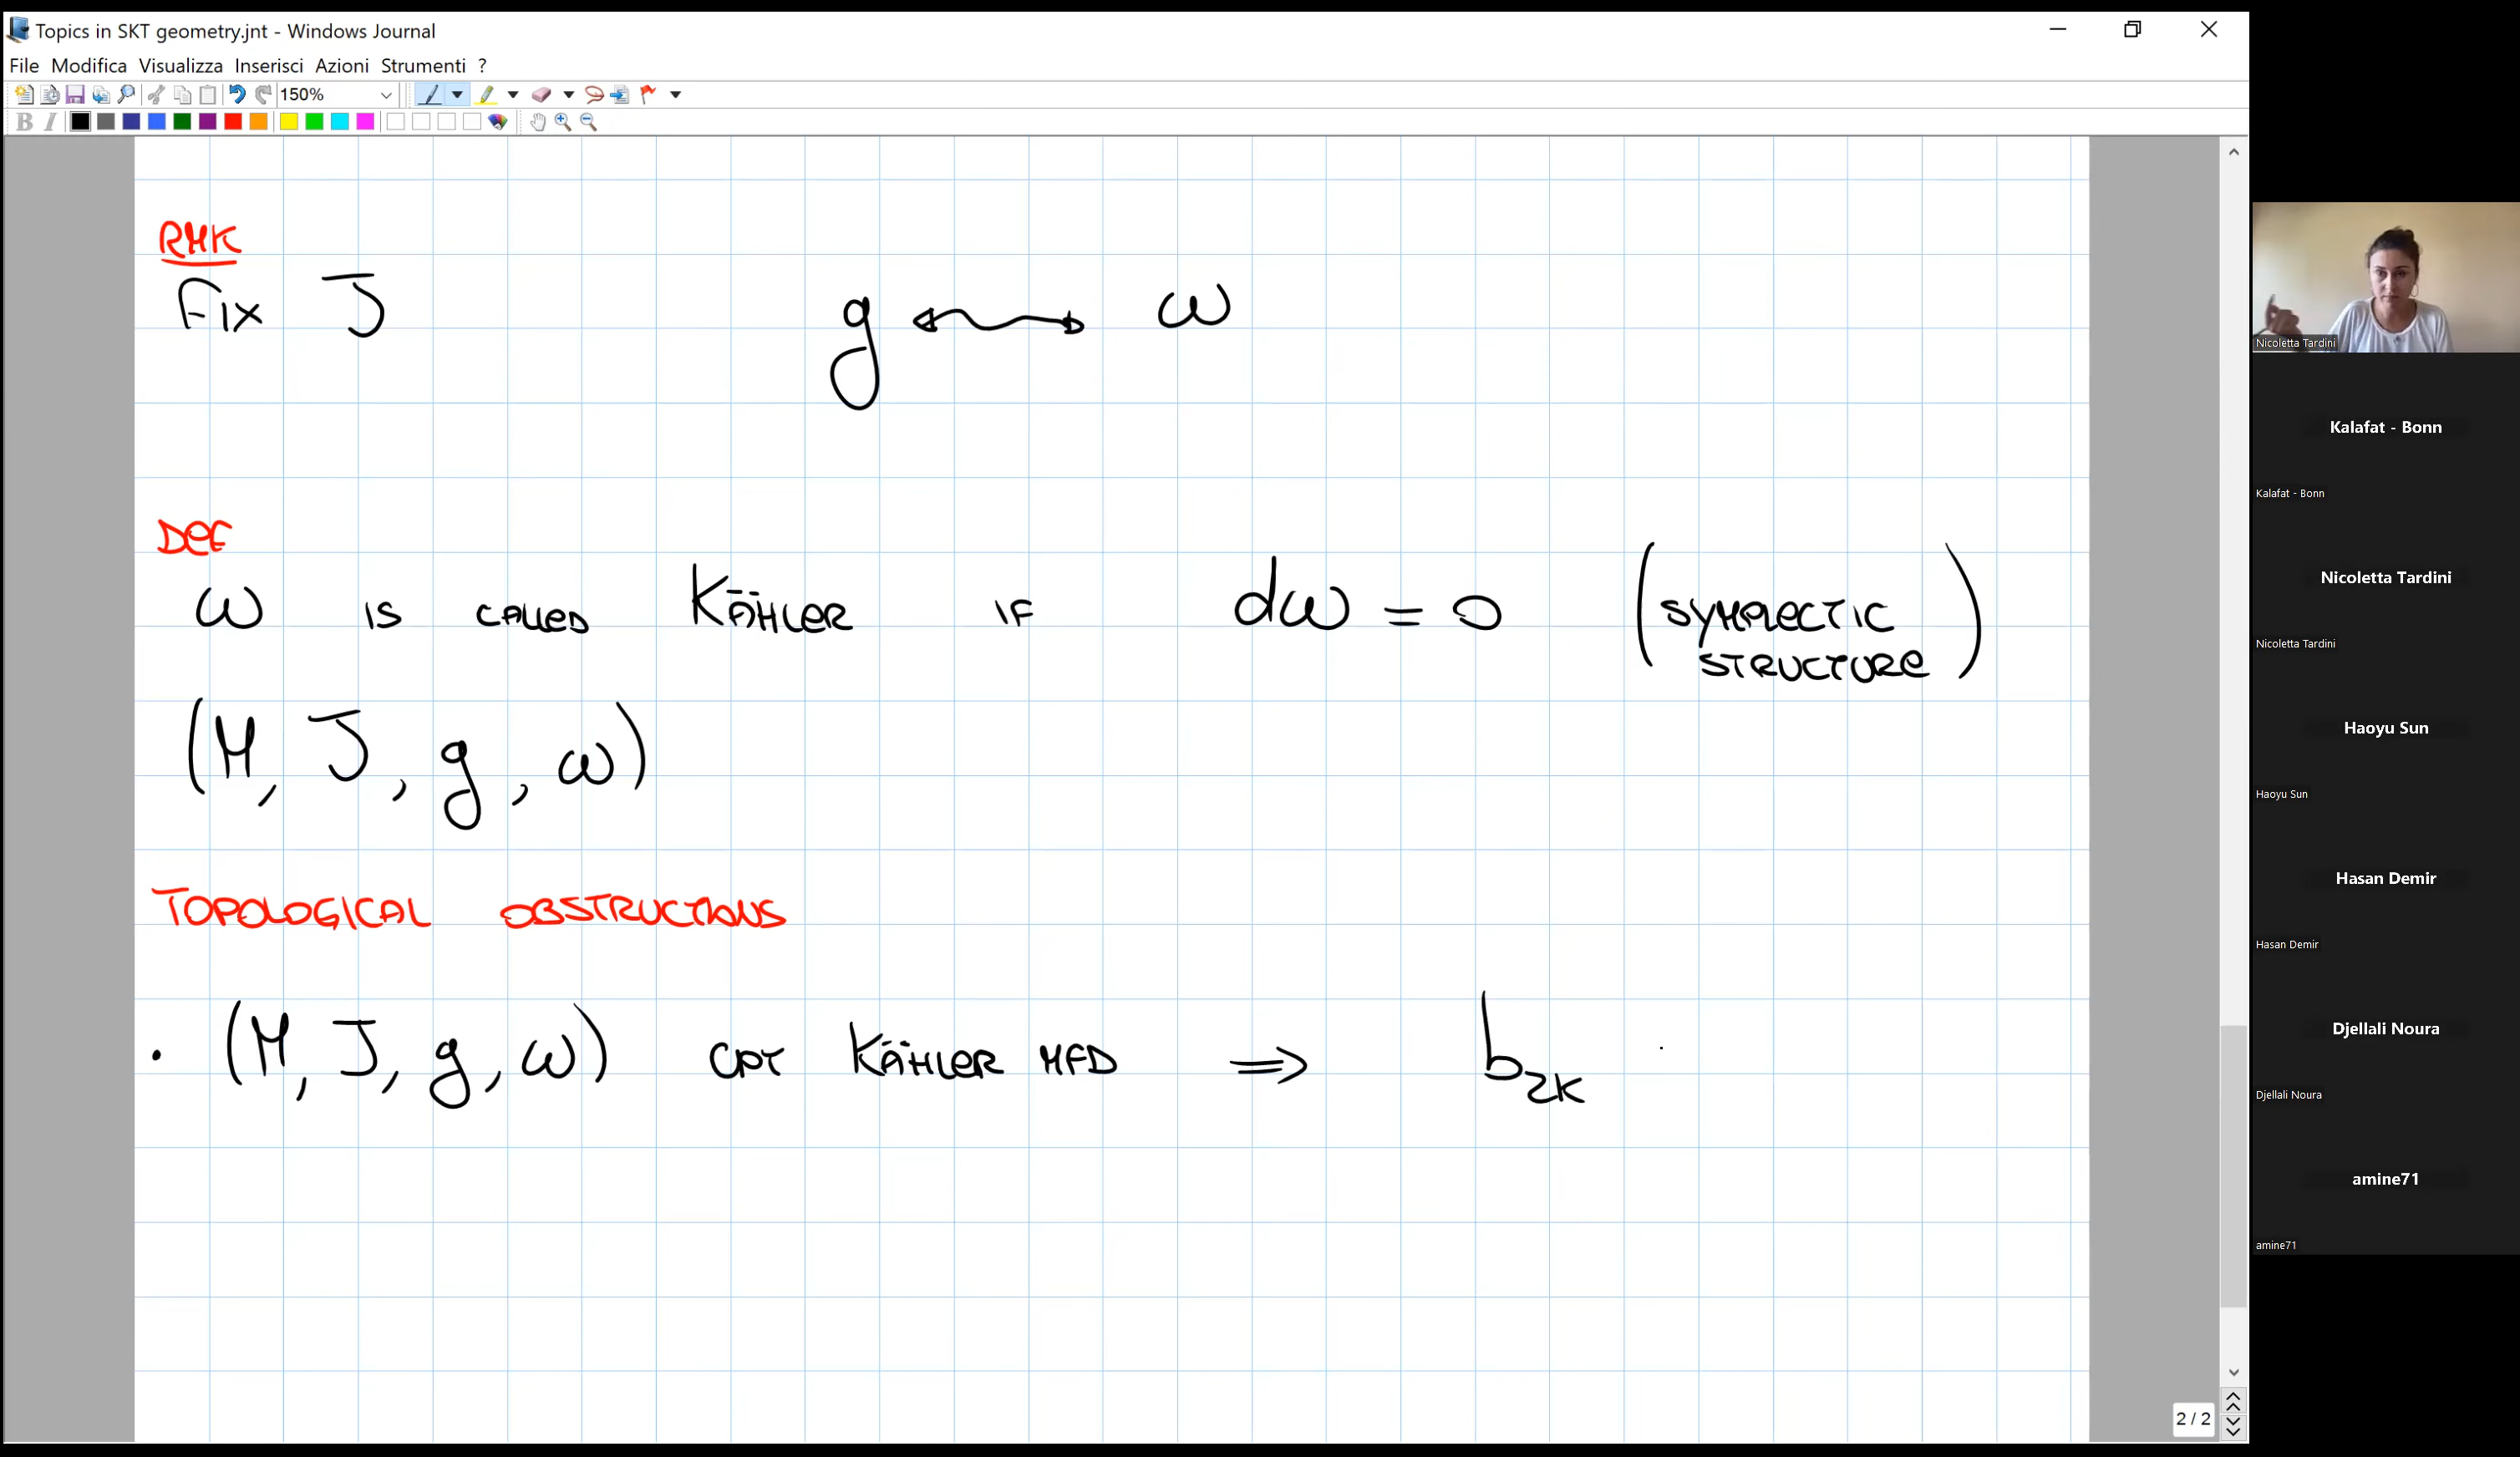 Topics in SKT geometry.jnt - Windows Journal
File Modifica Visualizza Inserisci Azioni Strumenti ?
150%
B I
RMK
Fix J g ω
Def
ω is called Kähler if dω = 0 (symplectic
structure)
(M, J, g, ω)
TOPOLOGICAL OBSTRUCTIONS
• (M, J, g, ω) cpt Kähler mfd ⟹ b₂ₖ
2 / 2
Nicoletta Tardini
Kalafat - Bonn
Kalafat - Bonn
Nicoletta Tardini
Nicoletta Tardini
Haoyu Sun
Haoyu Sun
Hasan Demir
Hasan Demir
Djellali Noura
Djellali Noura
amine71
amine71